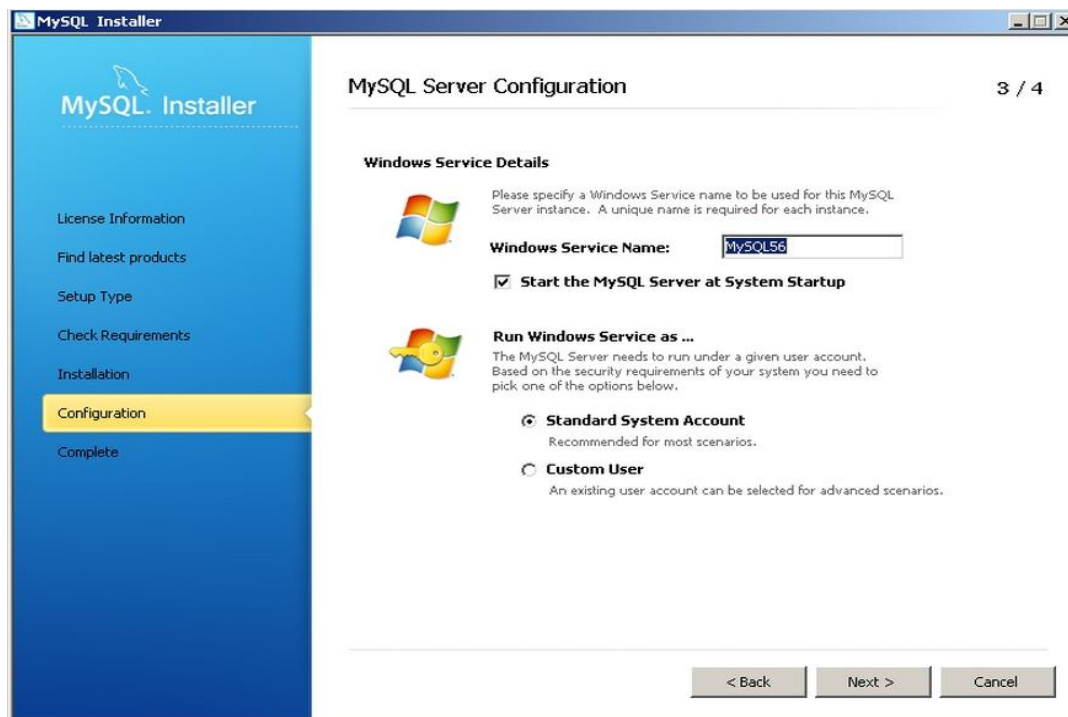 MySQL Installer
MySQL Installer
License Information
Find latest products
Setup Type
Check Requirements
Installation
Configuration
Complete
MySQL Server Configuration
3 / 4
Windows Service Details
Please specify a Windows Service name to be used for this MySQL
Server instance. A unique name is required for each instance.
Windows Service Name: MySQL56
Start the MySQL Server at System Startup
Run Windows Service as ...
The MySQL Server needs to run under a given user account.
Based on the security requirements of your system you need to
pick one of the options below.
Standard System Account
Recommended for most scenarios.
Custom User
An existing user account can be selected for advanced scenarios.
< Back Next > Cancel